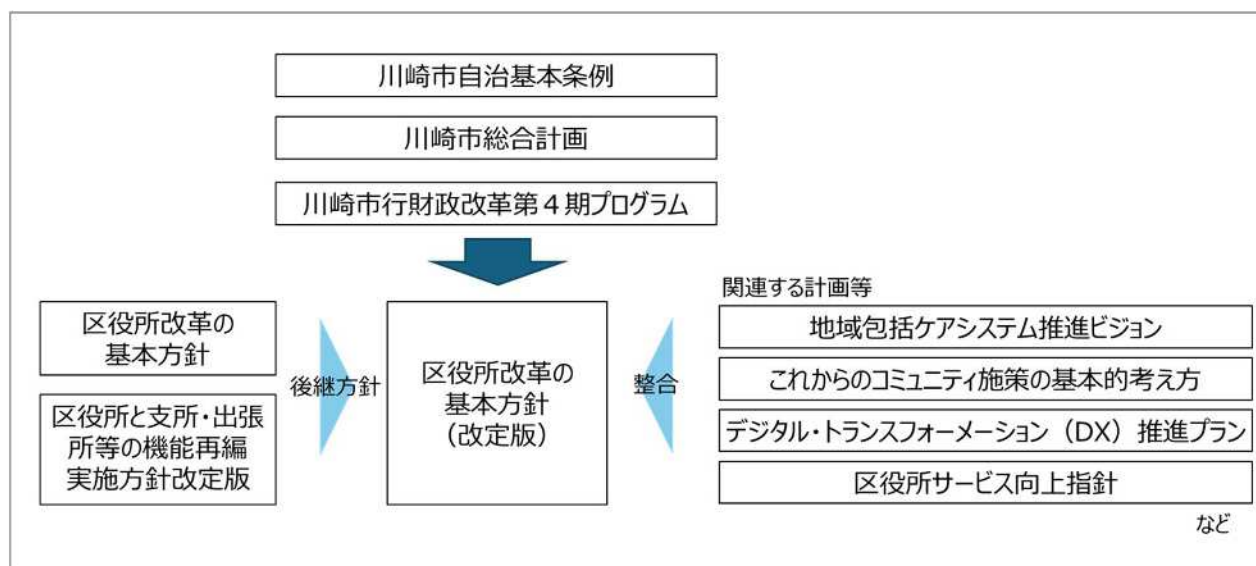 川崎市自治基本条例
川崎市総合計画
川崎市行財政改革第４期プログラム
区役所改革の
基本方針
区役所と支所・出張
所等の機能再編
実施方針改定版
後継方針
区役所改革の
基本方針
（改定版）
整合
関連する計画等
地域包括ケアシステム推進ビジョン
これからのコミュニティ施策の基本的考え方
デジタル・トランスフォーメーション（DX）推進プラン
区役所サービス向上指針
など